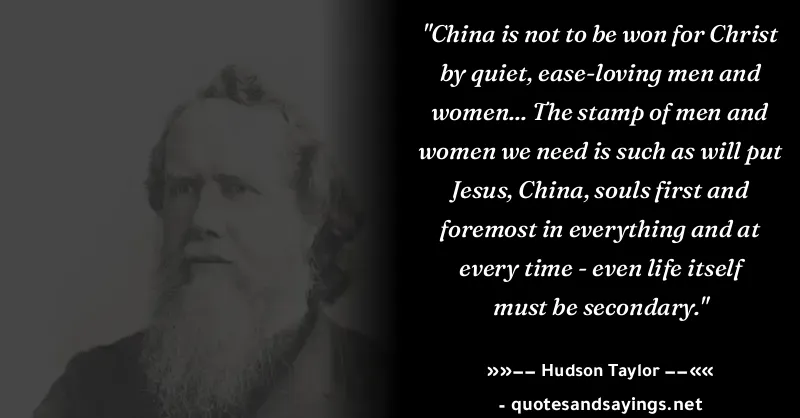 "China is not to be won for Christ
by quiet, ease-loving men and
women... The stamp of men and
women we need is such as will put
Jesus, China, souls first and
foremost in everything and at
every time - even life itself
must be secondary."
»»−− Hudson Taylor −−««
- quotesandsayings.net